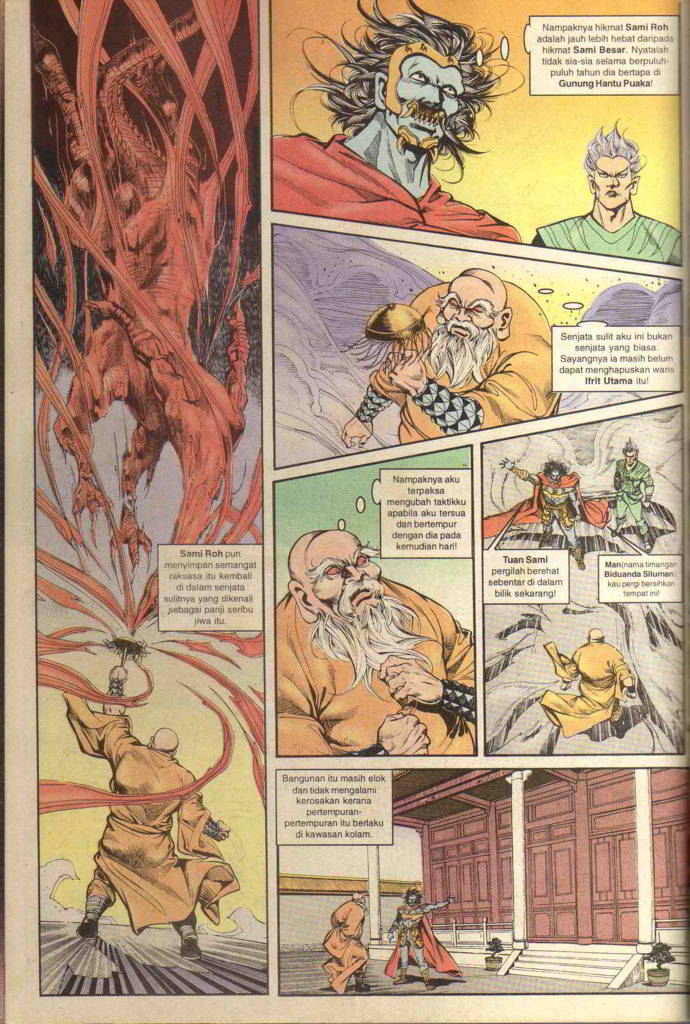 Sami Roh pun
menyimpan semangat
raksasa itu kembali
di dalam senjata
sulitnya yang dikenali
sebagai panji seribu
jiwa itu.
Nampaknya hikmat Sami Roh
adalah jauh lebih hebat daripada
hikmat Sami Besar. Nyatalah
tidak sia-sia selama berpuluh-
puluh tahun dia bertapa di
Gunung Hantu Puaka!
Senjata sulit aku ini bukan
senjata yang biasa.
Sayangnya ia masih belum
dapat menghapuskan waris
Ifrit Utama itu!
Nampaknya aku
terpaksa
mengubah taktikku
apabila aku tersua
dan bertempur
dengan dia pada
kemudian hari!
Tuan Sami
pergilah berehat
sebentar di dalam
bilik sekarang!
Man(nama timangan
Biduanda Siluman)
kau pergi bersihkan
tempat ini!
Bangunan itu masih elok
dan tidak mengalami
kerosakan kerana
pertempuran-
pertempuran itu berlaku
di kawasan kolam.